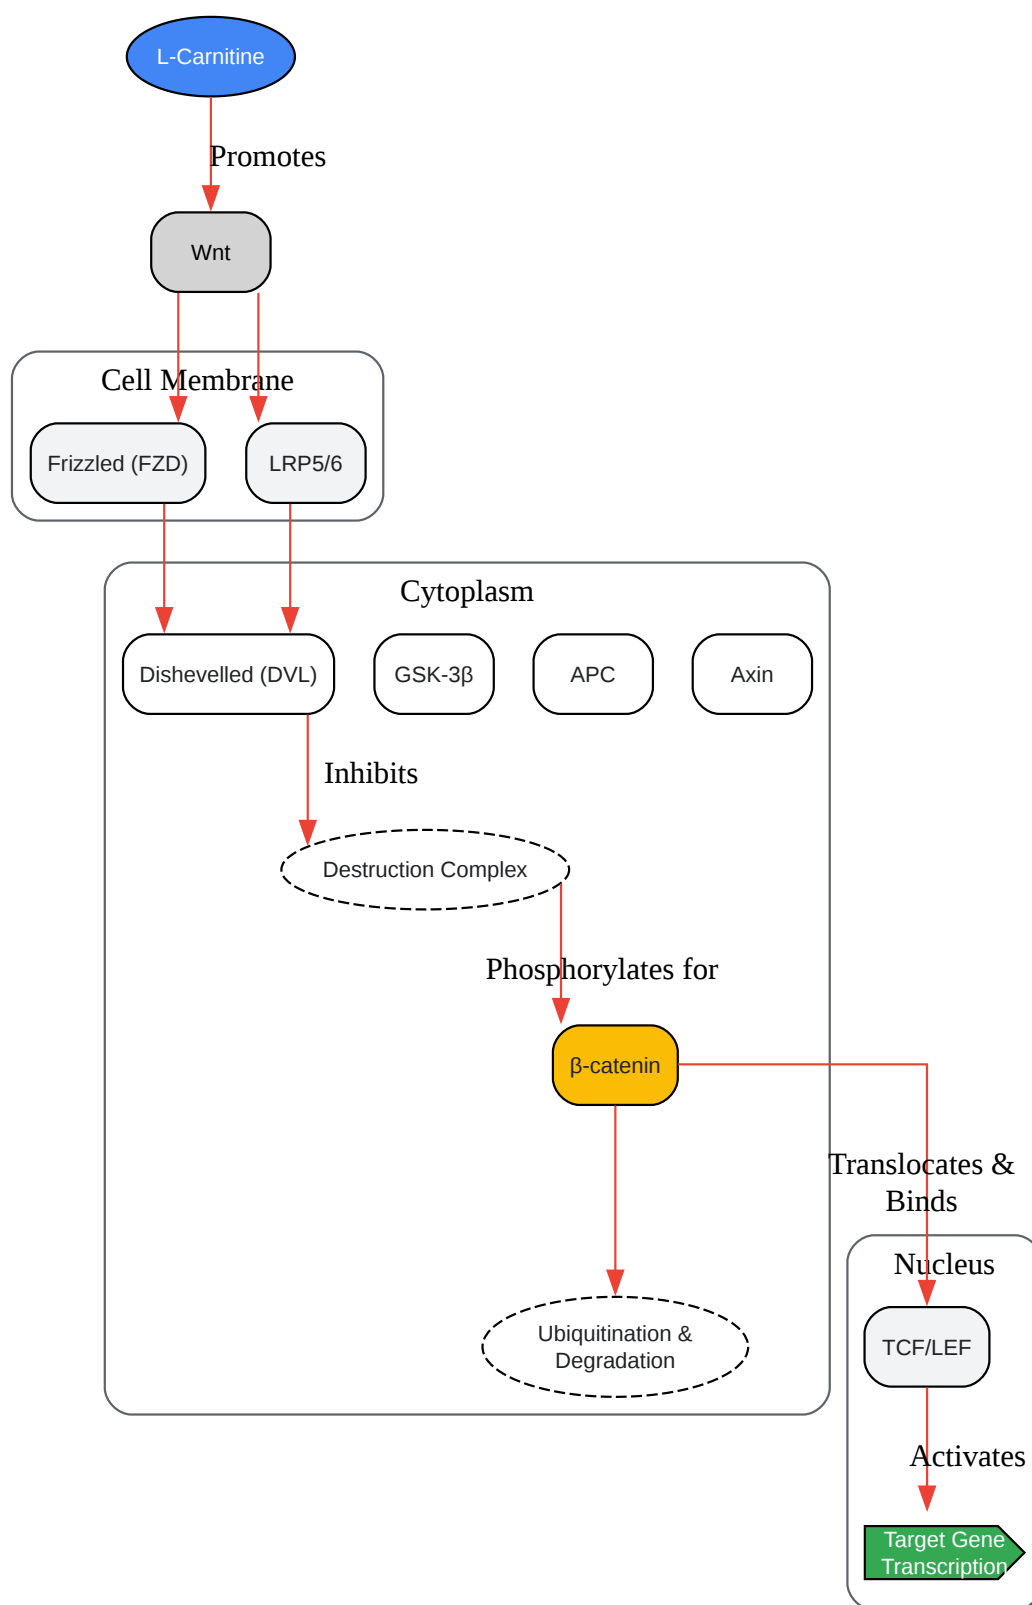 L-Carnitine
Promotes
Wnt
Cell Membrane
Frizzled (FZD)
LRP5/6
Cytoplasm
Dishevelled (DVL)
GSK-3β
APC
Axin
Inhibits
Destruction Complex
Phosphorylates for
β-catenin
Translocates &
Binds
Nucleus
Ubiquitination &
Degradation
TCF/LEF
Activates
Target Gene
Transcription